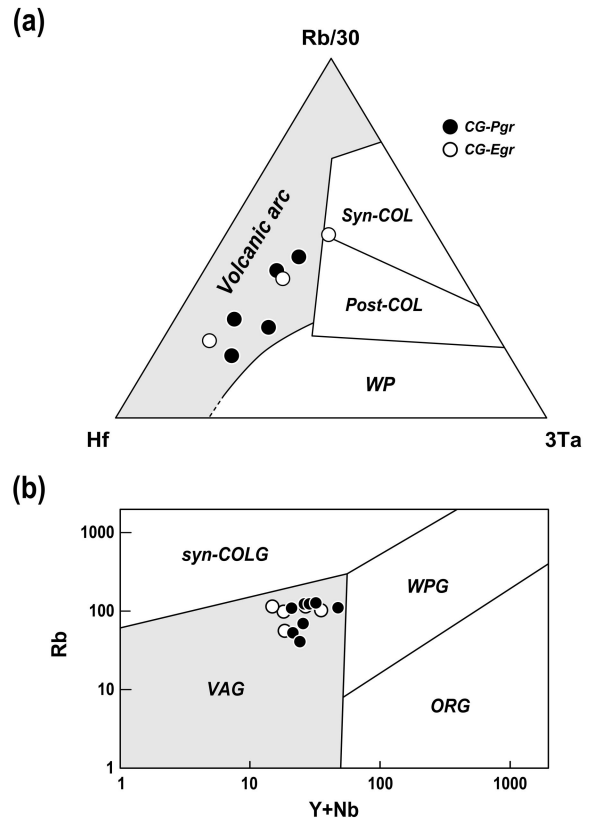 (a)
Rb/30
CG-Pgr
CG-Egr
Volcanic arc
Syn-COL
Post-COL
WP
Hf
3Ta
(b)
1000
100
10
1
Rb
syn-COLG
WPG
VAG
ORG
1
10
100
1000
Y+Nb